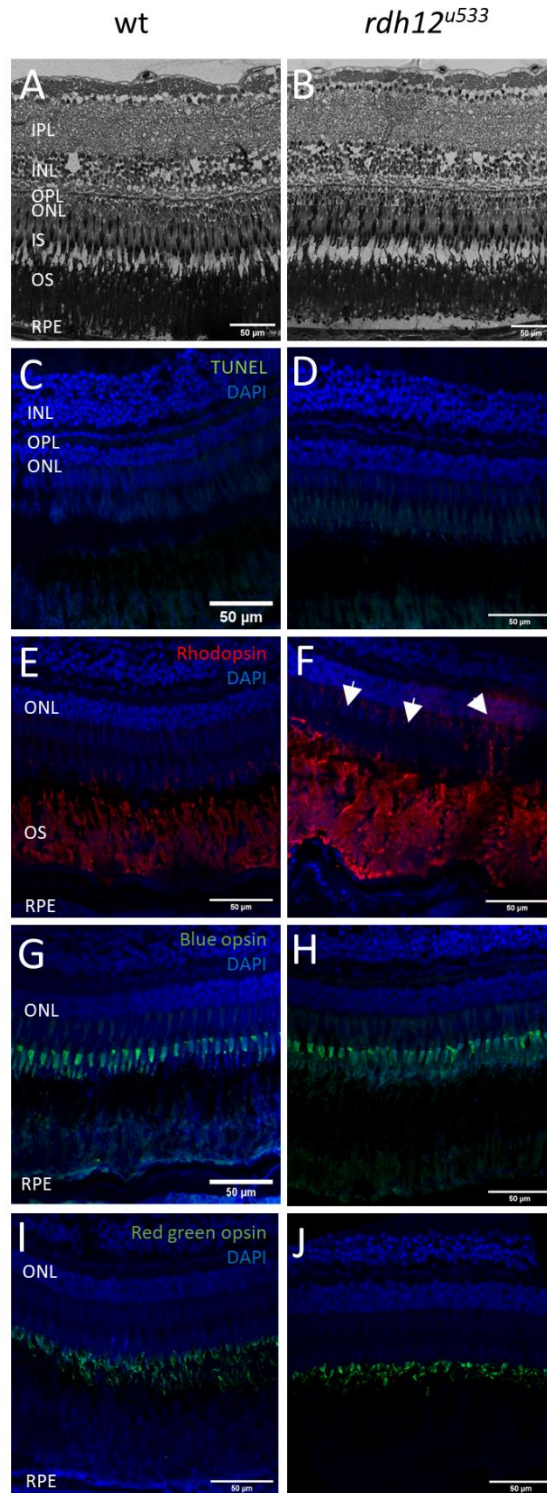 wt rdh12u533
A B
IPL
INL
OPL
ONL
IS
OS
RPE
50 µm 50 µm
C TUNEL D
DAPI
INL
OPL
ONL
50 µm 50 µm
E Rhodopsin F
DAPI
ONL
OS
RPE
50 µm 50 µm
G Blue opsin H
DAPI
ONL
RPE
50 µm 50 µm
I Red green opsin J
DAPI
ONL
RPE
50 µm 50 µm